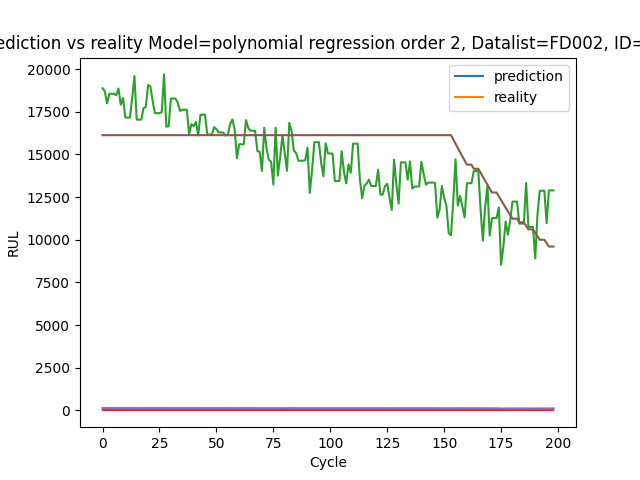 ediction vs reality Model=polynomial regression order 2, Datalist=FD002, ID=
20000
17500
15000
12500
10000
7500
5000
2500
0
RUL
prediction
reality
0 25 50 75 100 125 150 175 200
Cycle